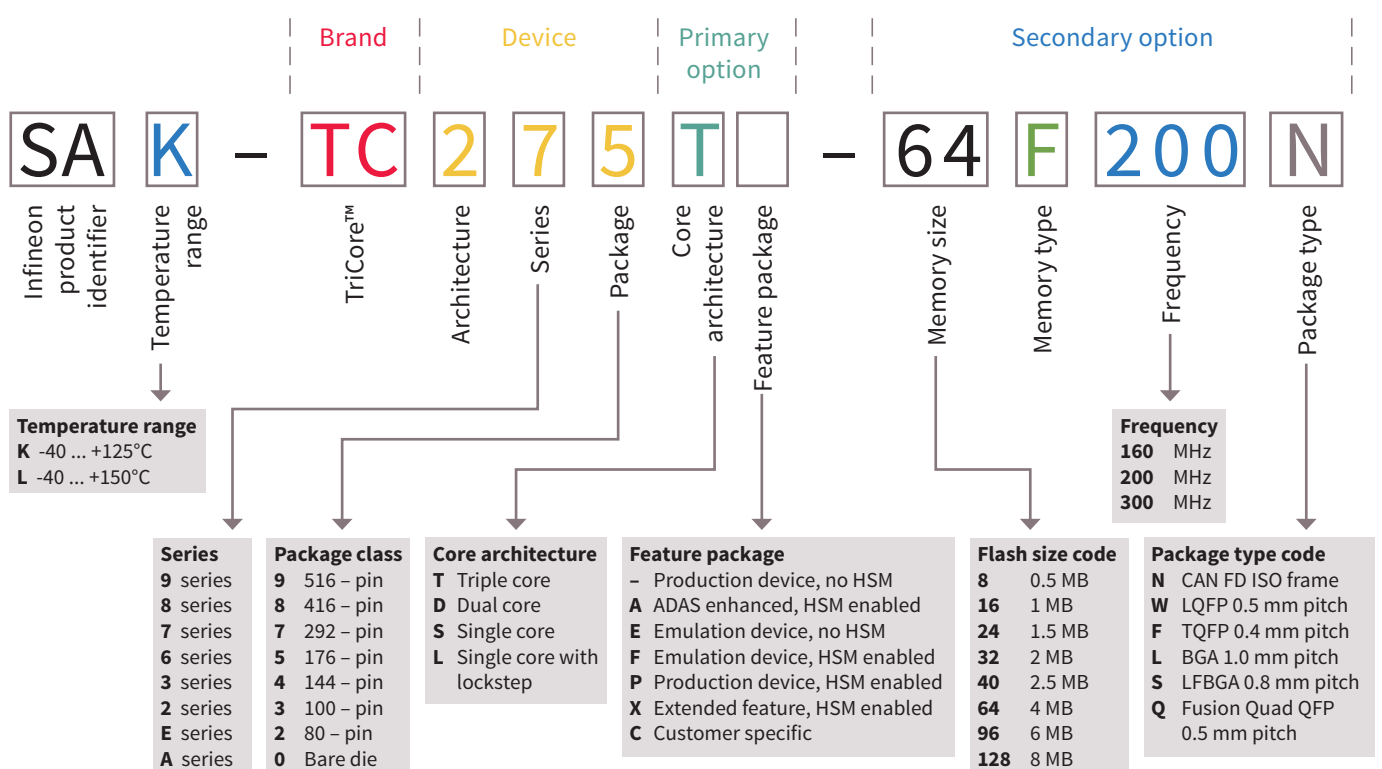 Brand
Device
Primary
option
Secondary option
SA K – TC 2 7 5 T – 64 F 200 N
Infineon
product
identifier
Temperature
range
TriCore™
Architecture
Series
Package
Core
architecture
Feature package
Memory size
Memory type
Frequency
Package type
Temperature range
K -40 ... +125°C
L -40 ... +150°C
Frequency
160 MHz
200 MHz
300 MHz
Series
9 series
8 series
7 series
6 series
3 series
2 series
E series
A series
Package class
9 516 – pin
8 416 – pin
7 292 – pin
5 176 – pin
4 144 – pin
3 100 – pin
2 80 – pin
0 Bare die
Core architecture
T Triple core
D Dual core
S Single core
L Single core with
lockstep
Feature package
– Production device, no HSM
A ADAS enhanced, HSM enabled
E Emulation device, no HSM
F Emulation device, HSM enabled
P Production device, HSM enabled
X Extended feature, HSM enabled
C Customer specific
Flash size code
8 0.5 MB
16 1 MB
24 1.5 MB
32 2 MB
40 2.5 MB
64 4 MB
96 6 MB
128 8 MB
Package type code
N CAN FD ISO frame
W LQFP 0.5 mm pitch
F TQFP 0.4 mm pitch
L BGA 1.0 mm pitch
S LFBGA 0.8 mm pitch
Q Fusion Quad QFP
0.5 mm pitch